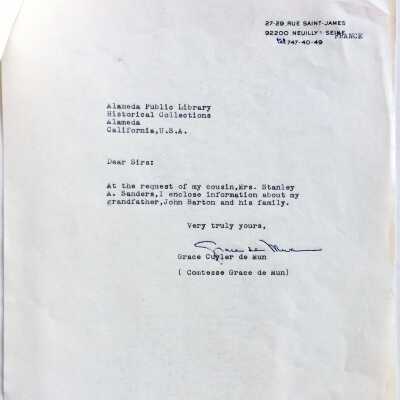 27-29 RUE SAINT-JAMES
92200 NEUILLY s/ SEINE
FRANCE
Tel 747-40-49
Alameda Public Library
Historical Collections
Alameda
California,U.S.A.
Dear Sirs:
At the request of my cousin,Mrs. Stanley
A. Sanders,I enclose information about my
grandfather,John Barton and his family.
Very truly yours,
Grace de Mun
Grace Cuyler de Mun
( Comtesse Grace de Mun)